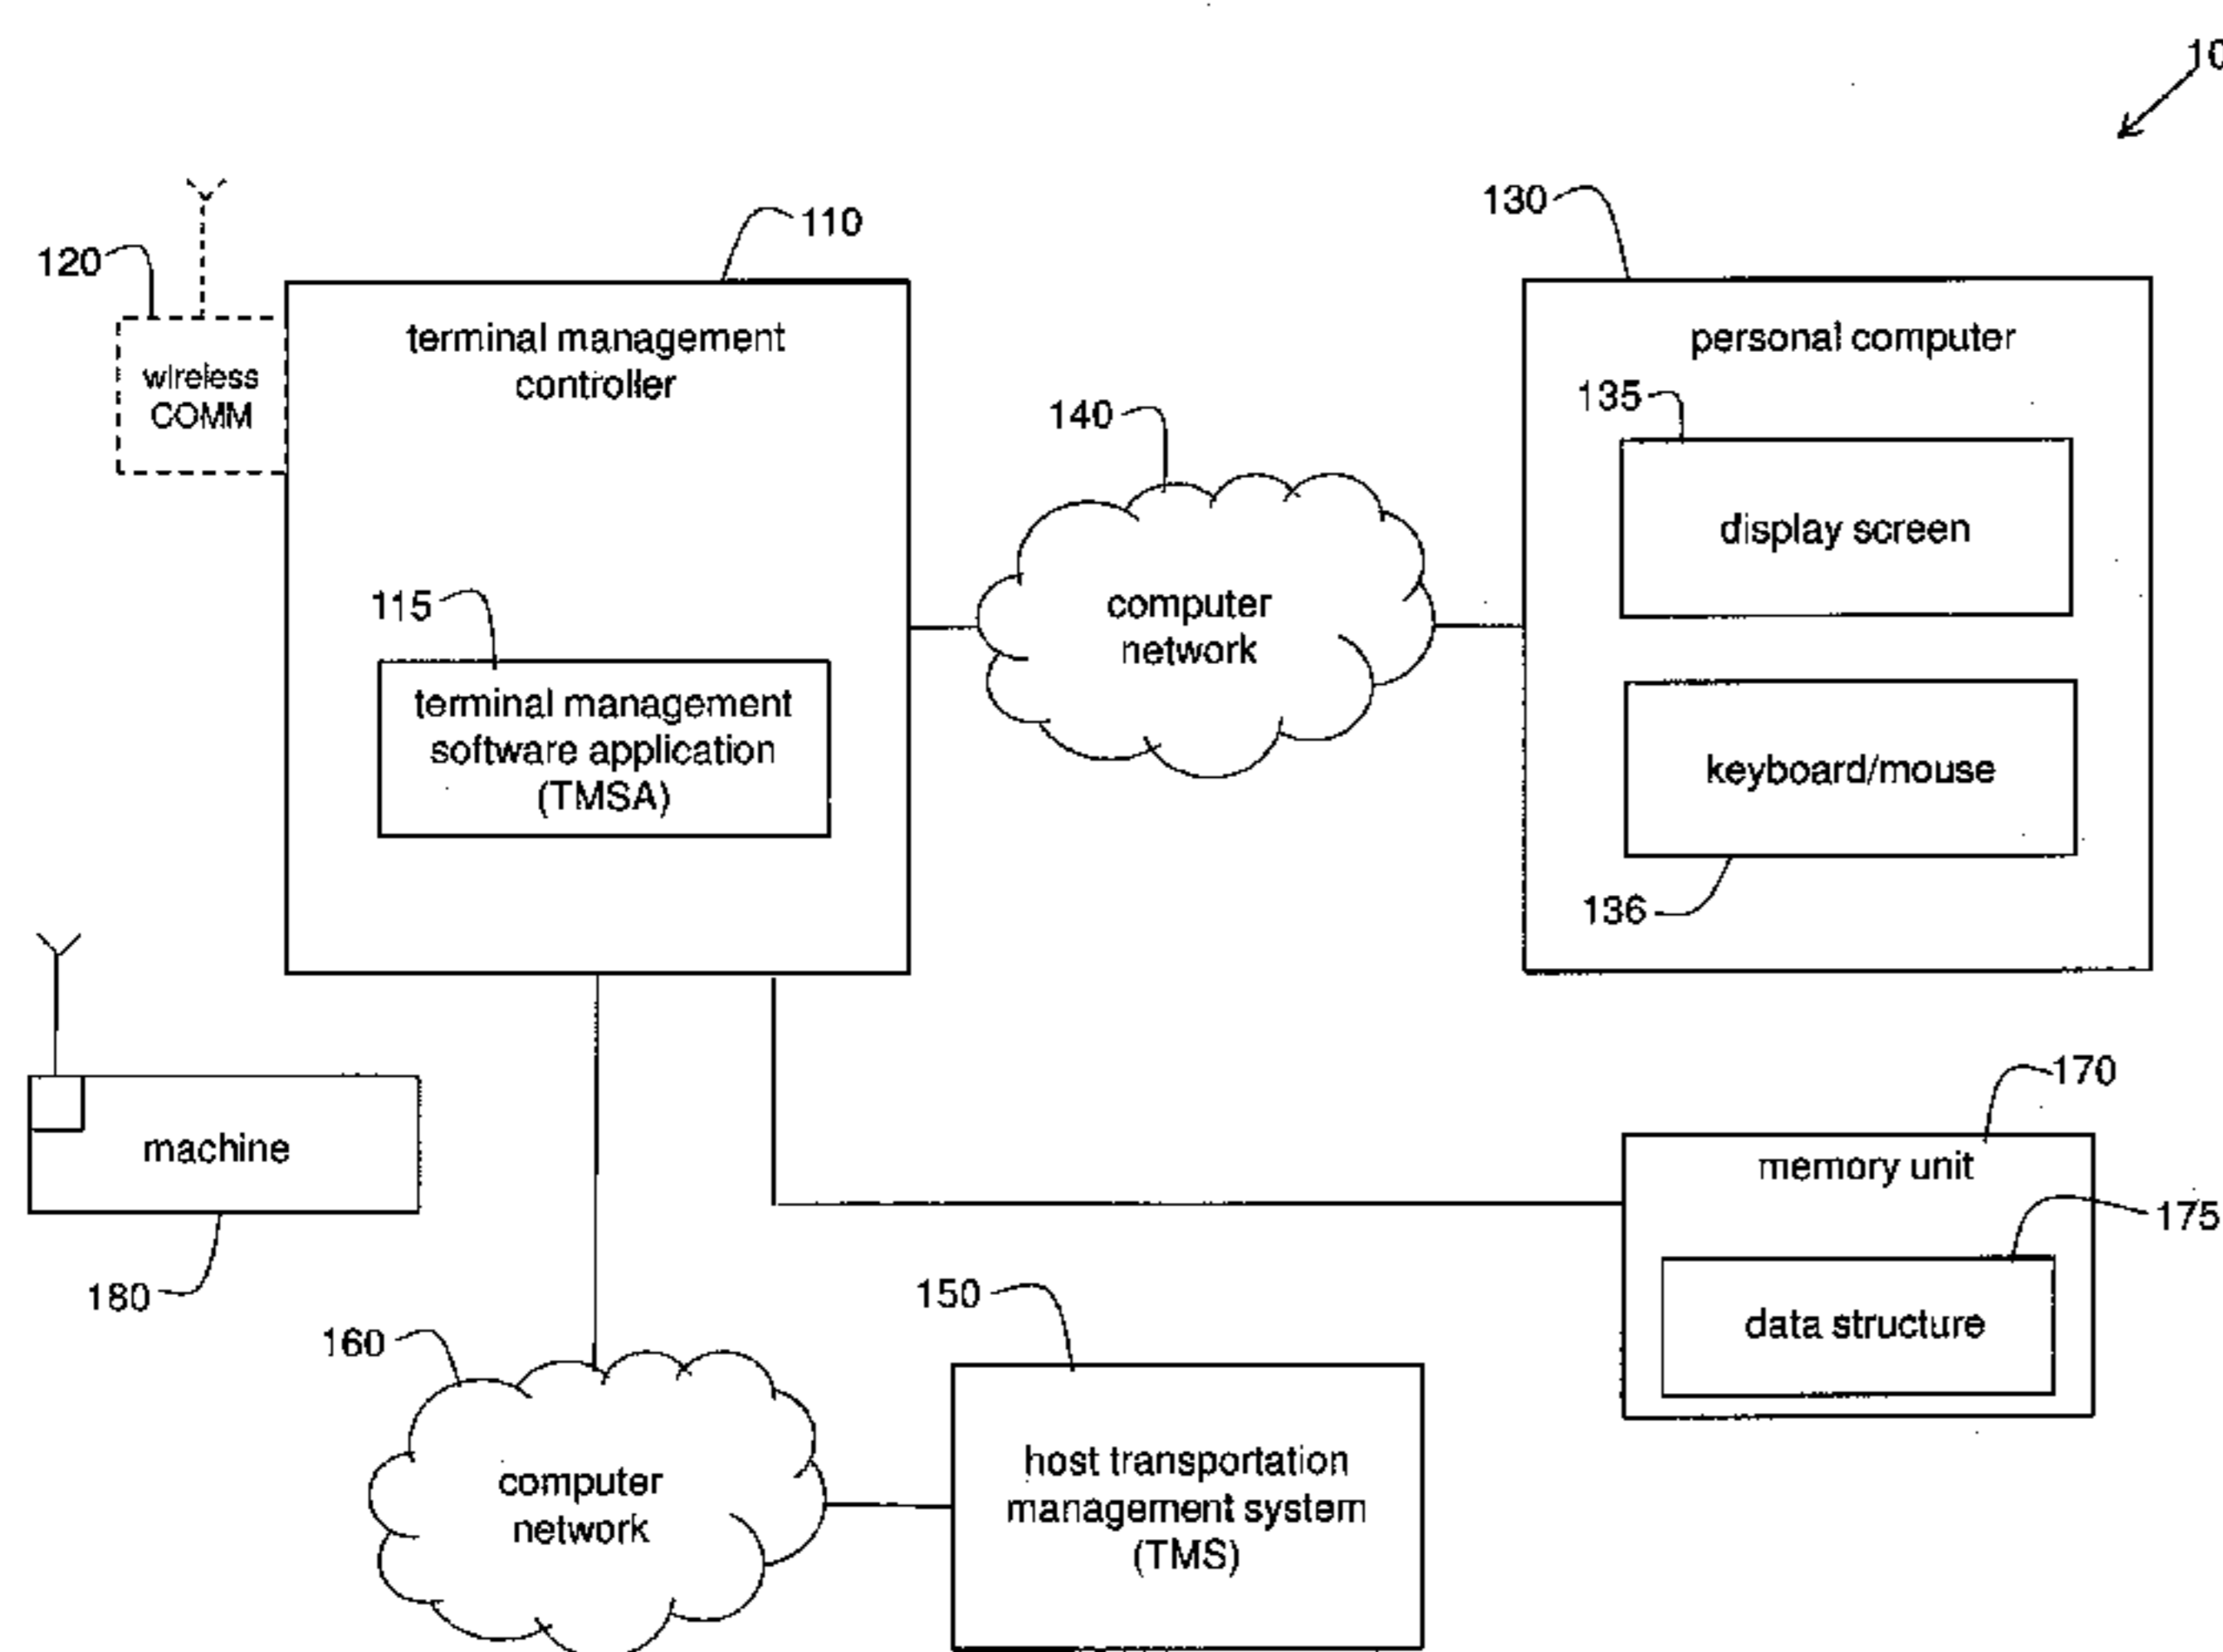 10
120
wireless
COMM
110
terminal management
controller
115
terminal management
software application
(TMSA)
140
computer
network
130
personal computer
135
display screen
keyboard/mouse
136
machine
180
170
memory unit
175
data structure
160
computer
network
150
host transportation
management system
(TMS)